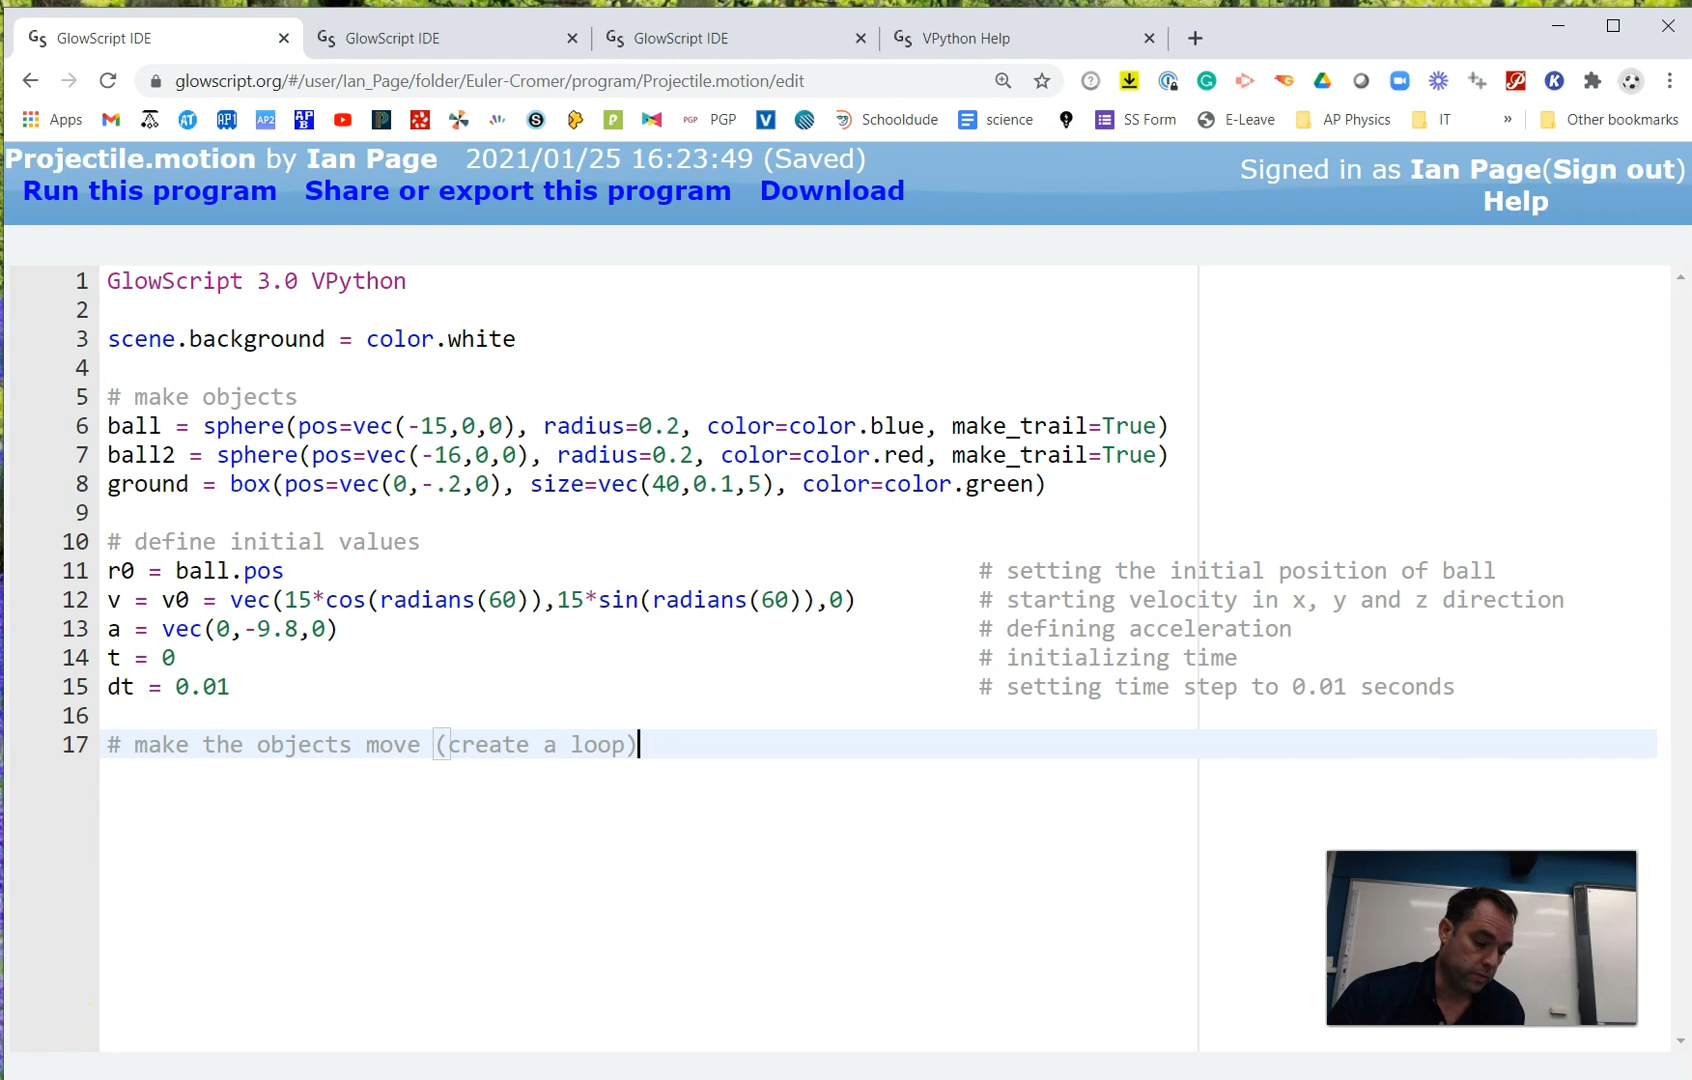 GlowScript IDE GlowScript IDE GlowScript IDE VPython Help
glowscript.org/#/user/Ian_Page/folder/Euler-Cromer/program/Projectile.motion/edit
Apps PGP Schooldude science SS Form E-Leave AP Physics IT » Other bookmarks
Projectile.motion by Ian Page 2021/01/25 16:23:49 (Saved)
Signed in as Ian Page(Sign out)
Run this program Share or export this program Download
Help
1 GlowScript 3.0 VPython
2
3 scene.background = color.white
4
5 # make objects
6 ball = sphere(pos=vec(-15,0,0), radius=0.2, color=color.blue, make_trail=True)
7 ball2 = sphere(pos=vec(-16,0,0), radius=0.2, color=color.red, make_trail=True)
8 ground = box(pos=vec(0,-.2,0), size=vec(40,0.1,5), color=color.green)
9
10 # define initial values
11 r0 = ball.pos # setting the initial position of ball
12 v = v0 = vec(15*cos(radians(60)),15*sin(radians(60)),0) # starting velocity in x, y and z direction
13 a = vec(0,-9.8,0) # defining acceleration
14 t = 0 # initializing time
15 dt = 0.01 # setting time step to 0.01 seconds
16
17 # make the objects move (create a loop)